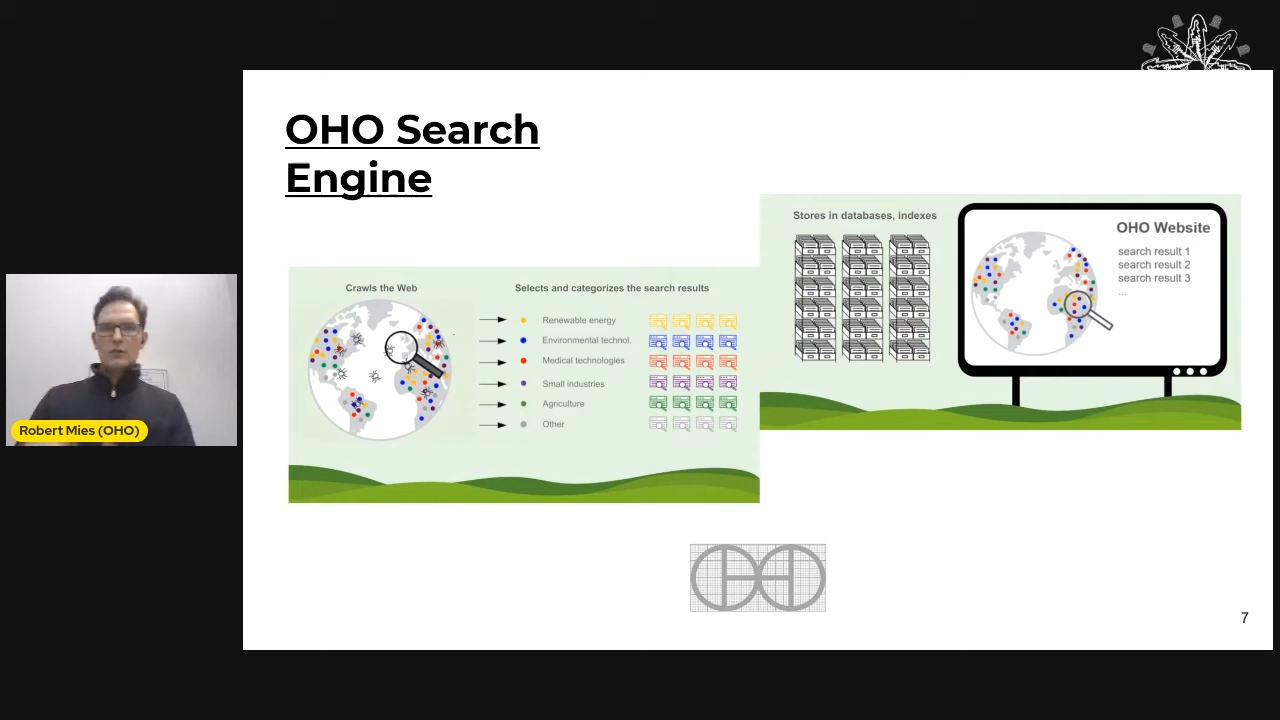 OHO Search
Engine
Crawls the Web
Selects and categorizes the search results
Renewable energy
Environmental technol.
Medical technologies
Small industries
Agriculture
Other
Stores in databases, indexes
OHO Website
search result 1
search result 2
search result 3
...
Robert Mies (OHO)
OHO
7